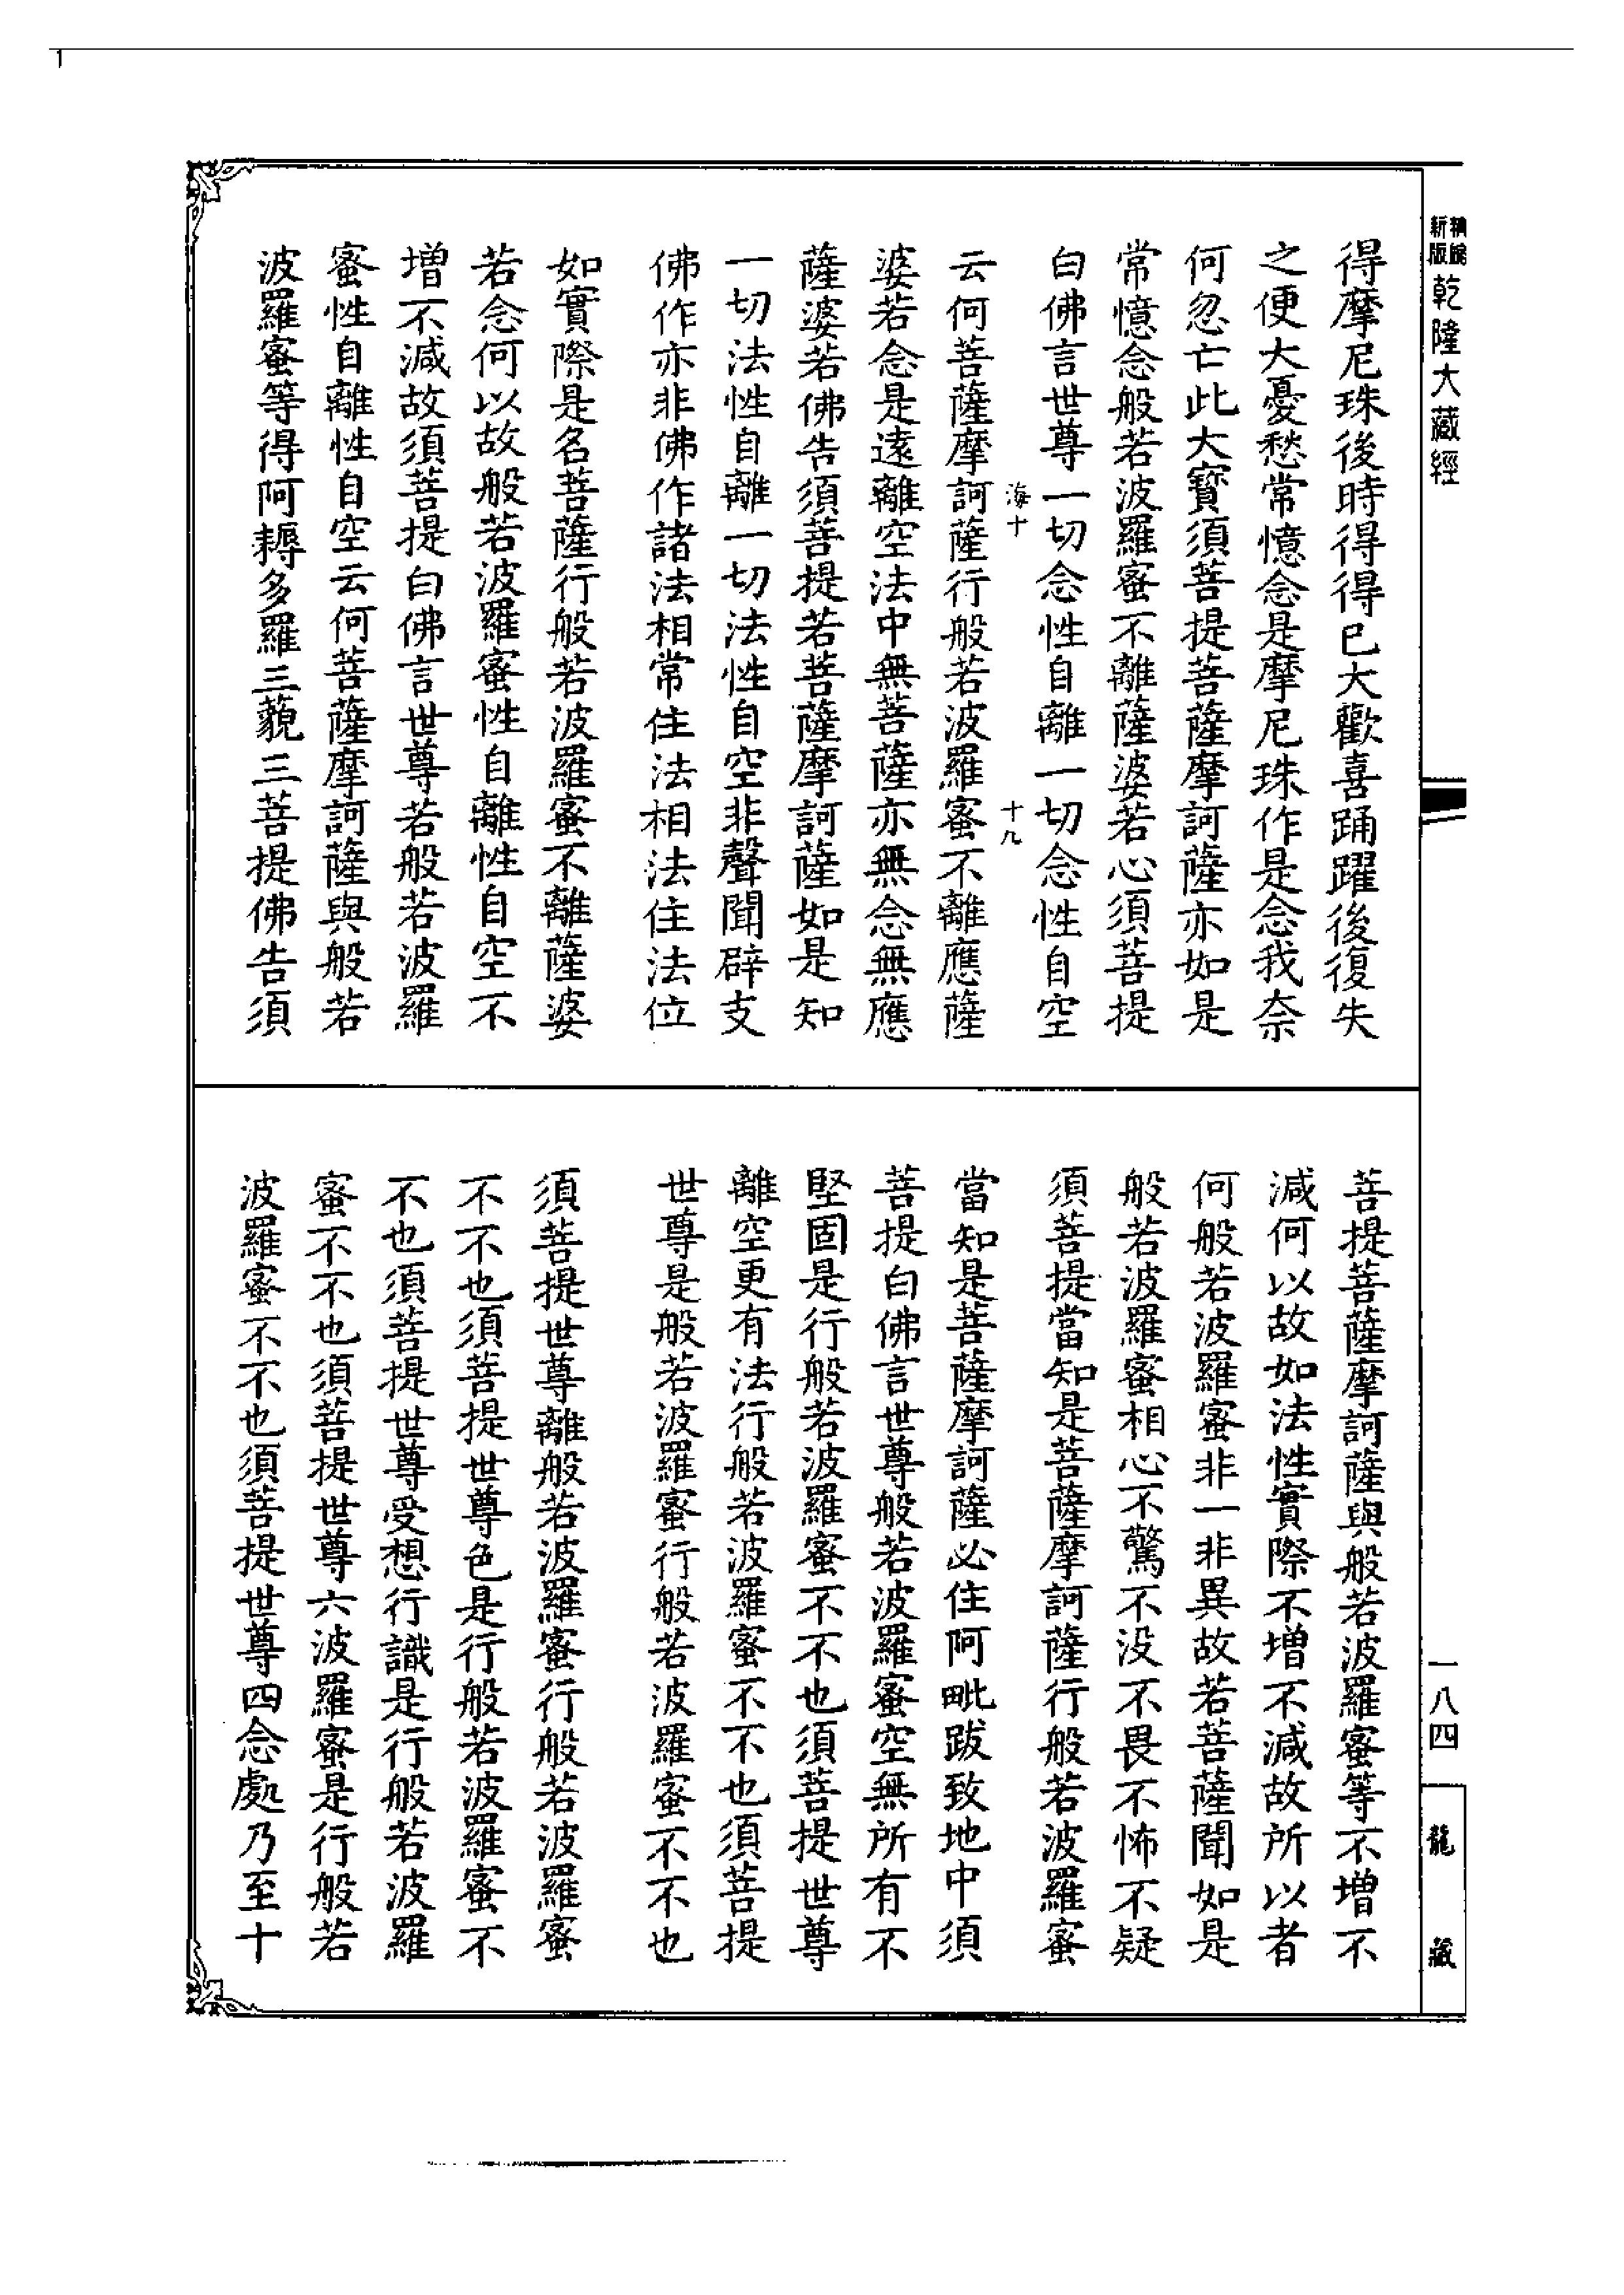 1
精編
新版
乾隆大藏經
得摩尼珠後時得得已大歡喜踊躍後復失
之便大憂愁常憶念是摩尼珠作是念我奈
何忽亡此大寶須菩提菩薩摩訶薩亦如是
常憶念般若波羅蜜不離薩婆若心須菩提
白佛言世尊一切念性自離一切念性自空
海十
十九
云何菩薩摩訶薩行般若波羅蜜不離應薩
婆若念是遠離空法中無菩薩亦無念無應
薩婆若佛告須菩提若菩薩摩訶薩如是知
一切法性自離一切法性自空非聲聞辟支
佛作亦非佛作諸法相常住法相法住法位
如實際是名菩薩行般若波羅蜜不離薩婆
若念何以故般若波羅蜜性自離性自空不
增不減故須菩提白佛言世尊若般若波羅
蜜性自離性自空云何菩薩摩訶薩與般若
波羅蜜等得阿耨多羅三藐三菩提佛告須
菩提菩薩摩訶薩與般若波羅蜜等不增不
減何以故如法性實際不增不減故所以者
何般若波羅蜜非一非異故若菩薩聞如是
般若波羅蜜相心不驚不沒不畏不怖不疑
須菩提當知是菩薩摩訶薩行般若波羅蜜
當知是菩薩摩訶薩必住阿毗跋致地中須
菩提白佛言世尊般若波羅蜜空無所有不
堅固是行般若波羅蜜不不也須菩提世尊
離空更有法行般若波羅蜜不不也須菩提
世尊是般若波羅蜜行般若波羅蜜不不也
須菩提世尊離般若波羅蜜行般若波羅蜜
不不也須菩提世尊色是行般若波羅蜜不
不也須菩提世尊受想行識是行般若波羅
蜜不不也須菩提世尊六波羅蜜是行般若
波羅蜜不不也須菩提世尊四念處乃至十
一八四
龍藏